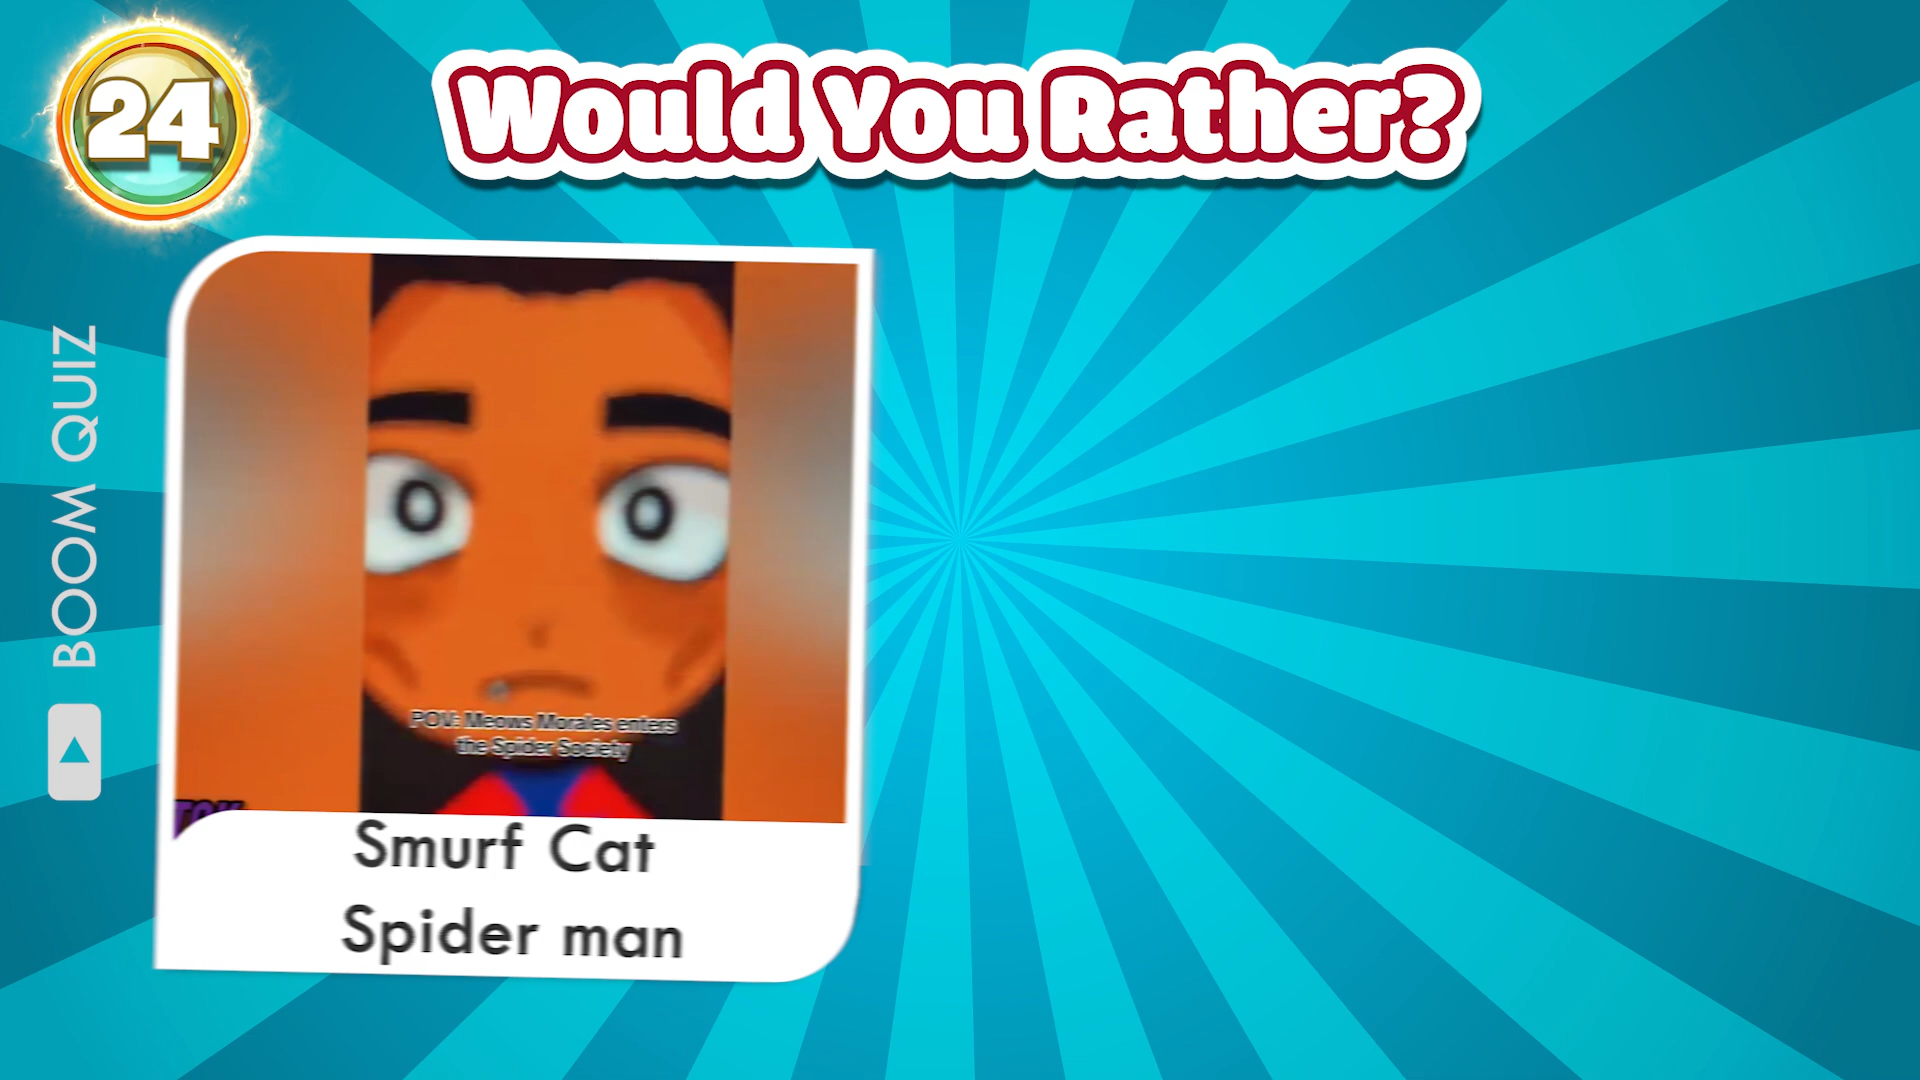 24
Would You Rather?
BOOM QUIZ
POV: Meows Morales enters
the Spider Society
Smurf Cat
Spider man